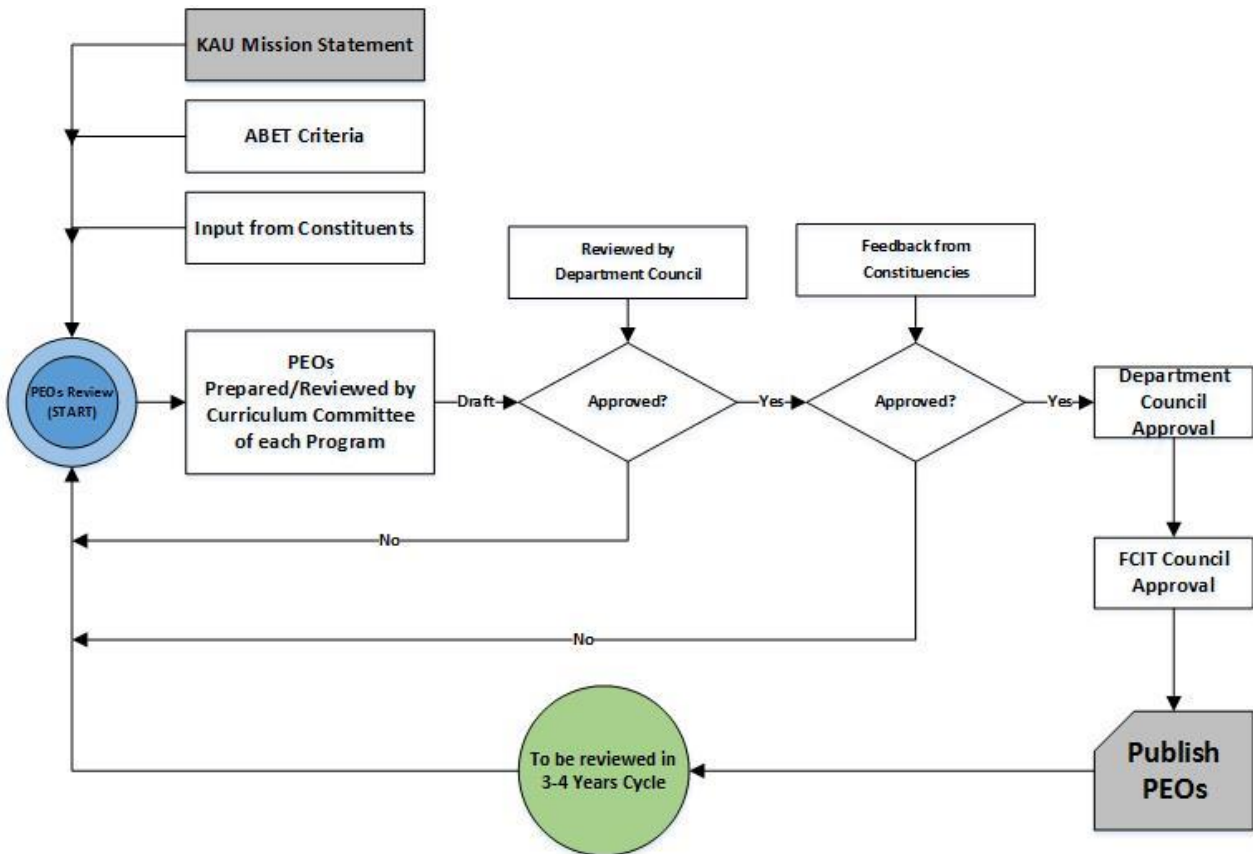 KAU Mission Statement
ABET Criteria
Input from Constituents
Reviewed by
Department Council
Feedback from
Constituencies
PEOs Review
(START)
PEOs
Prepared/Reviewed by
Curriculum Committee
of each Program
Draft
Approved?
Yes
Approved?
Yes
Department
Council
Approval
No
FCIT Council
Approval
No
To be reviewed in
3-4 Years Cycle
Publish
PEOs